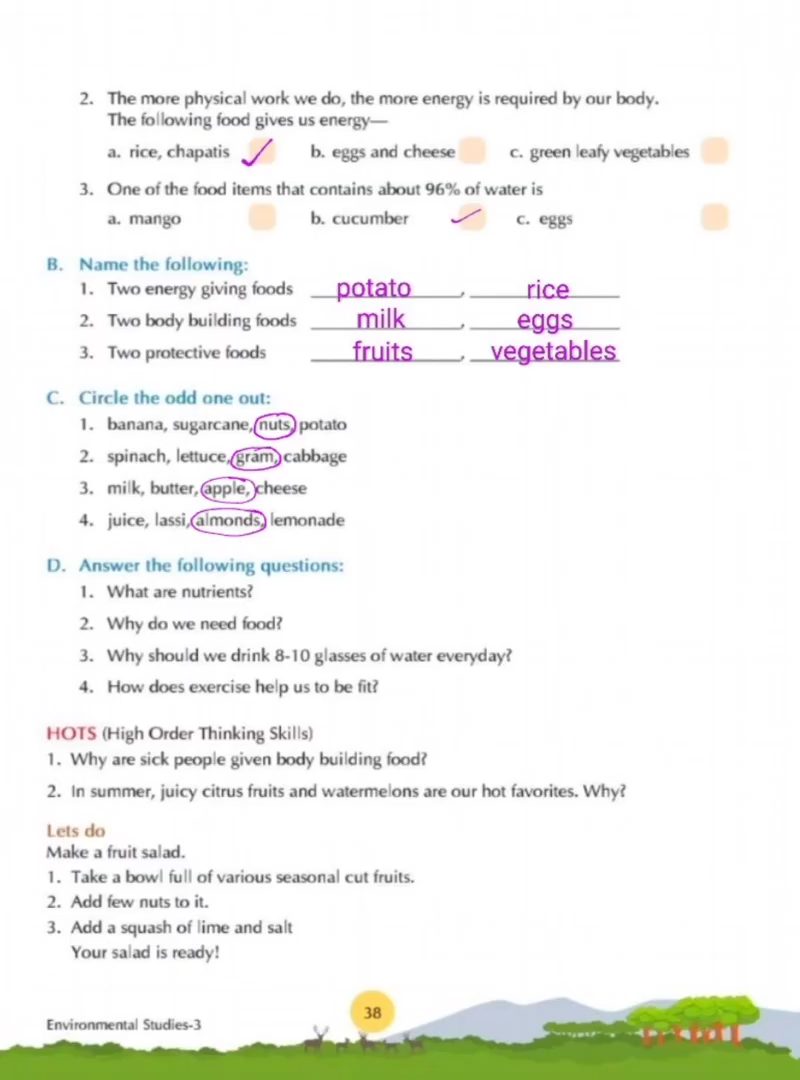 2. The more physical work we do, the more energy is required by our body.
The following food gives us energy—
a. rice, chapatis b. eggs and cheese c. green leafy vegetables
3. One of the food items that contains about 96% of water is
a. mango b. cucumber c. eggs
B. Name the following:
1. Two energy giving foods potato, rice
2. Two body building foods milk, eggs
3. Two protective foods fruits, vegetables
C. Circle the odd one out:
1. banana, sugarcane, nuts, potato
2. spinach, lettuce, gram, cabbage
3. milk, butter, apple, cheese
4. juice, lassi, almonds, lemonade
D. Answer the following questions:
1. What are nutrients?
2. Why do we need food?
3. Why should we drink 8-10 glasses of water everyday?
4. How does exercise help us to be fit?
HOTS (High Order Thinking Skills)
1. Why are sick people given body building food?
2. In summer, juicy citrus fruits and watermelons are our hot favorites. Why?
Lets do
Make a fruit salad.
1. Take a bowl full of various seasonal cut fruits.
2. Add few nuts to it.
3. Add a squash of lime and salt
Your salad is ready!
38
Environmental Studies-3